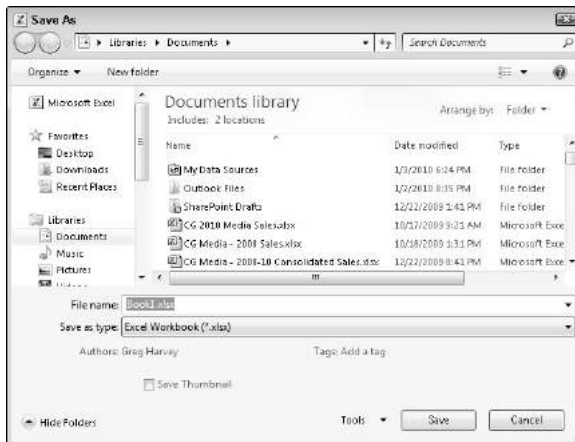 Save As
Libraries Documents
Search Documents
Organize New folder
Microsoft Excel
Favorites
Desktop
Downloads
Recent Places
Libraries
Documents
Music
Pictures
Documents library
Includes: 2 locations
Arrange by: Folder
Name Date modified Type
My Data Sources 1/3/2010 6:24 PM File folder
Outlook Files 1/2/2010 8:35 PM File folder
SharePoint Drafts 12/22/2009 1:41 PM File folder
CG 2010 Media Sales.xlsx 10/17/2009 9:21 AM Microsoft Exce
CG Media - 2008 Sales.xlsx 10/18/2009 1:31 PM Microsoft Exce
CG Media - 2008-10 Consolidated Sales.xlsx 12/22/2009 8:41 PM Microsoft Exce
File name: Book1.xlsx
Save as type: Excel Workbook (*.xlsx)
Authors: Greg Harvey Tags: Add a tag
Save Thumbnail
Hide Folders Tools Save Cancel